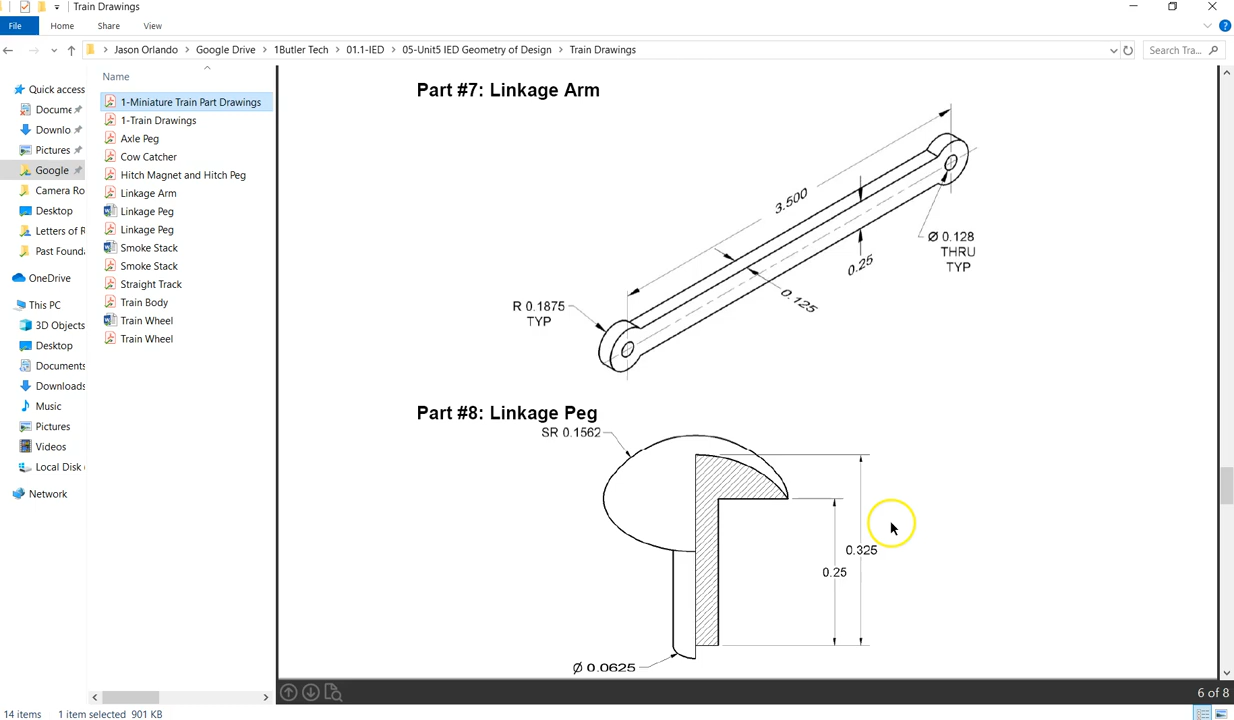 Train Drawings
File Home Share View
Jason Orlando > Google Drive > 1Butler Tech > 01.1-IED > 05-Unit5 IED Geometry of Design > Train Drawings
Search Tra...
Quick access
Docume
Downlo
Pictures
Google
Camera Ro
Desktop
Letters of R
Past Founda
OneDrive
This PC
3D Objects
Desktop
Documents
Downloads
Music
Pictures
Videos
Local Disk (
Network
Name
1-Miniature Train Part Drawings
1-Train Drawings
Axle Peg
Cow Catcher
Hitch Magnet and Hitch Peg
Linkage Arm
Linkage Peg
Linkage Peg
Smoke Stack
Smoke Stack
Straight Track
Train Body
Train Wheel
Train Wheel
Part #7: Linkage Arm
3.500
Ø 0.128
THRU
TYP
0.25
0.125
R 0.1875
TYP
Part #8: Linkage Peg
SR 0.1562
0.325
0.25
Ø 0.0625
6 of 8
14 items 1 item selected 901 KB